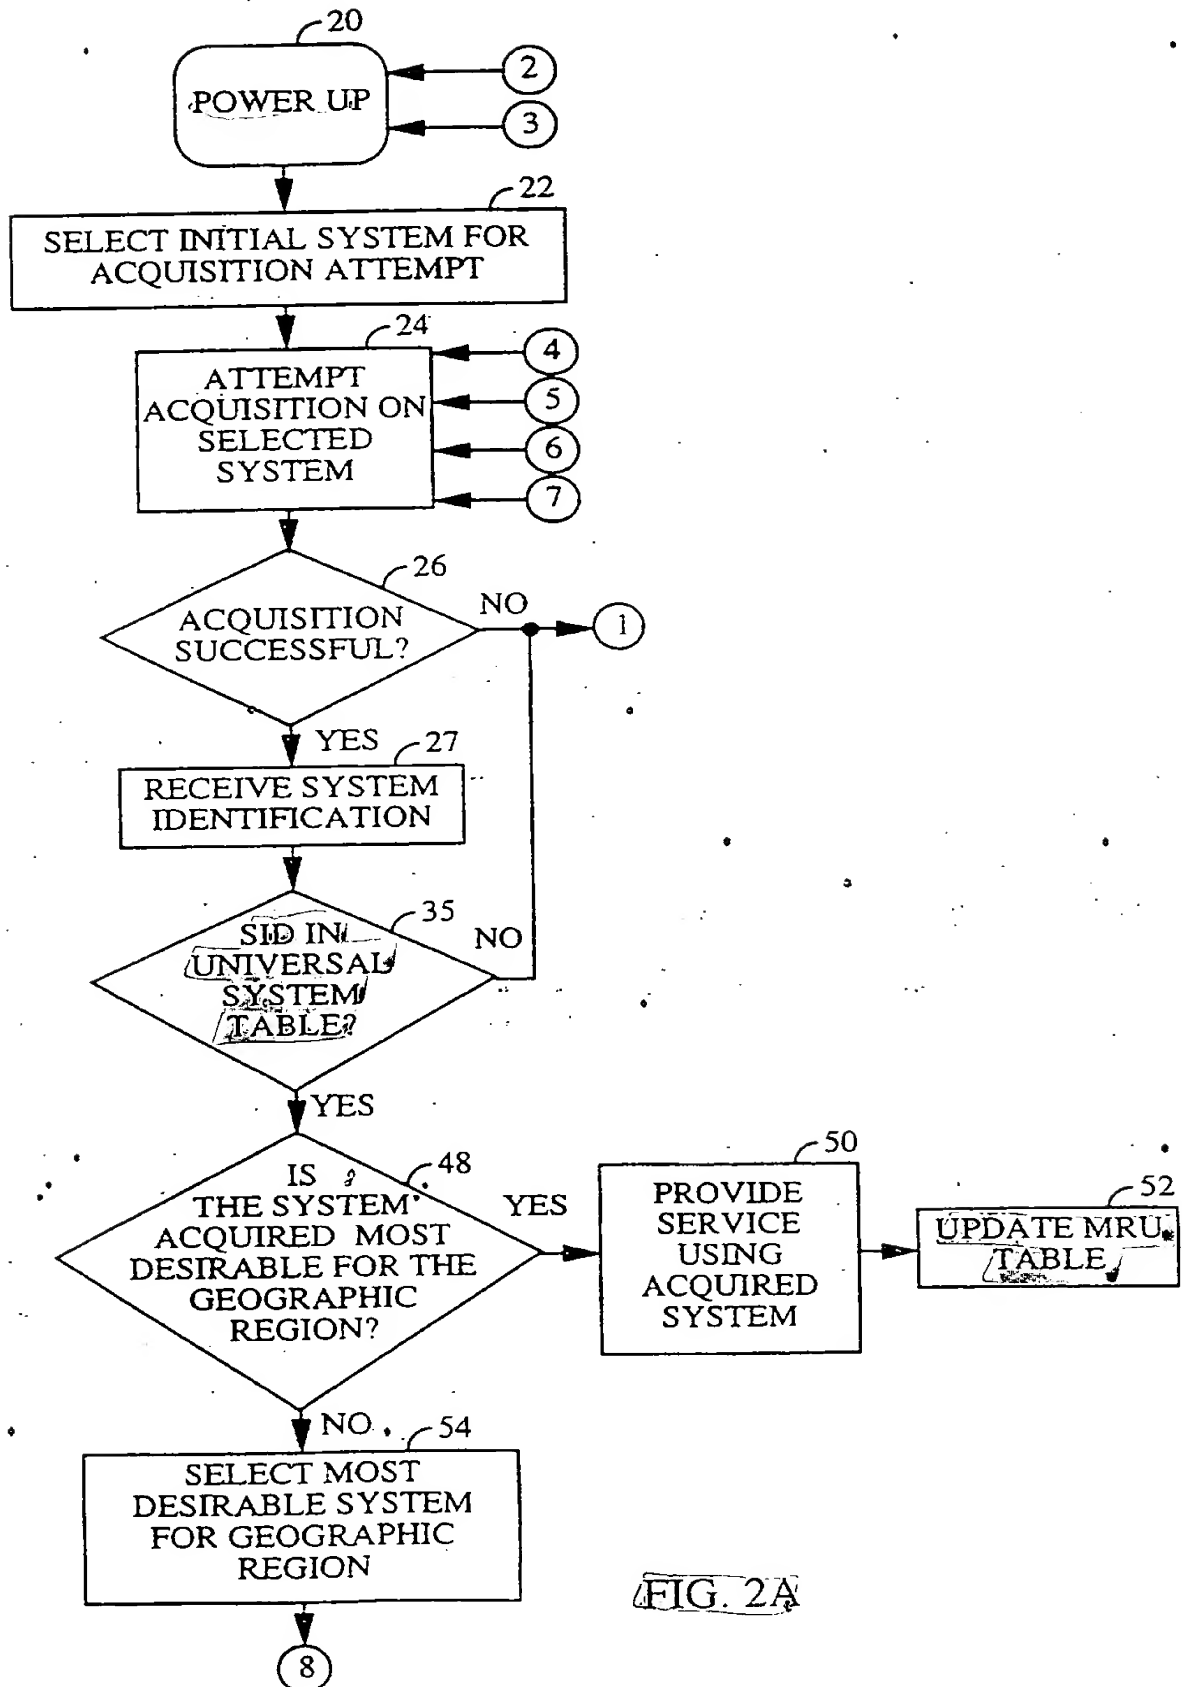 20
POWER UP
2
3
22
SELECT INITIAL SYSTEM FOR
ACQUISITION ATTEMPT
24
ATTEMPT
ACQUISITION ON
SELECTED
SYSTEM
4
5
6
7
26
ACQUISITION
SUCCESSFUL?
NO
1
YES
27
RECEIVE SYSTEM
IDENTIFICATION
35
SID IN
UNIVERSAL
SYSTEM
TABLE?
NO
YES
48
IS
THE SYSTEM
ACQUIRED MOST
DESIRABLE FOR THE
GEOGRAPHIC
REGION?
YES
50
PROVIDE
SERVICE
USING
ACQUIRED
SYSTEM
52
UPDATE MRU
TABLE
NO
54
SELECT MOST
DESIRABLE SYSTEM
FOR GEOGRAPHIC
REGION
8
FIG. 2A